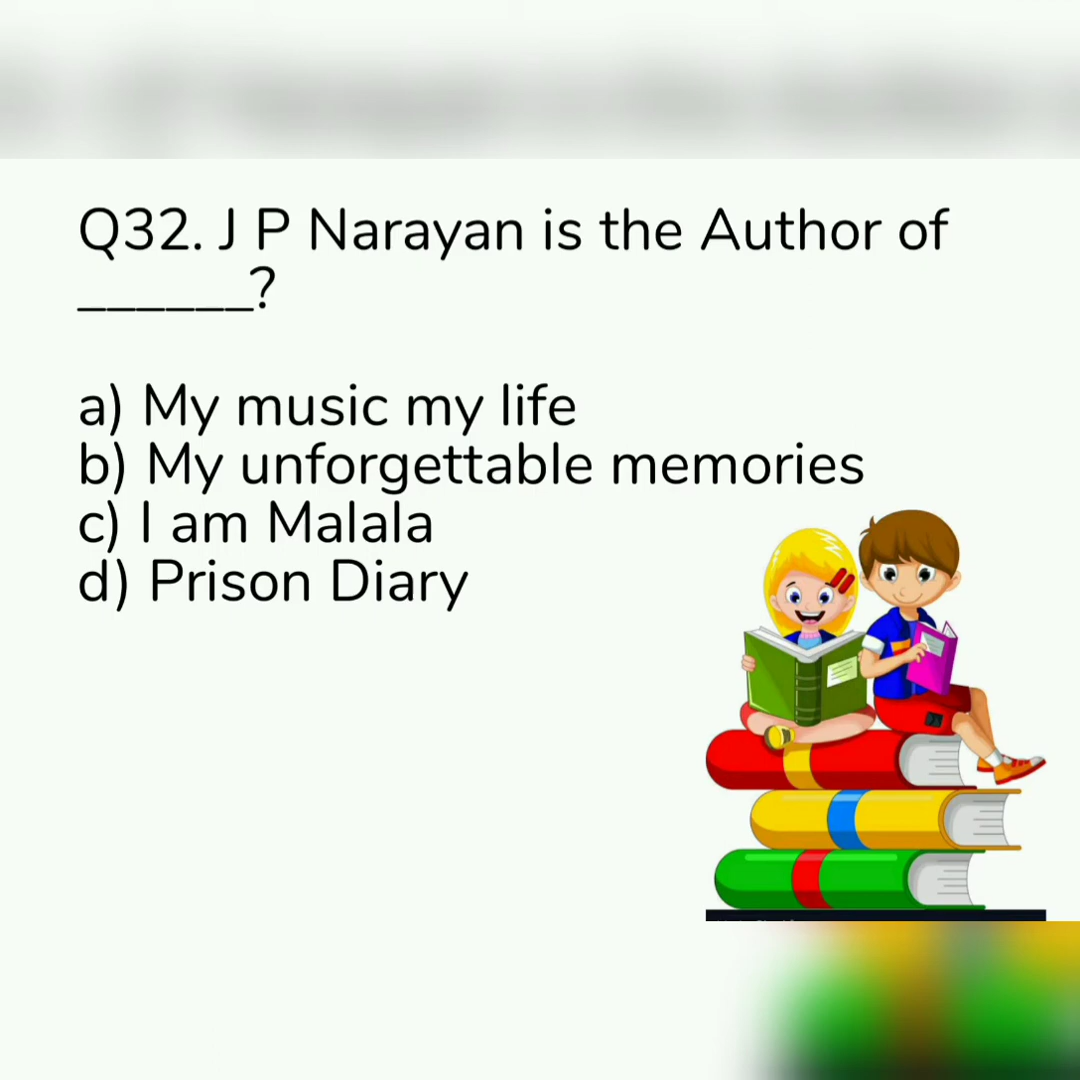 Q32. J P Narayan is the Author of
______?
a) My music my life
b) My unforgettable memories
c) I am Malala
d) Prison Diary